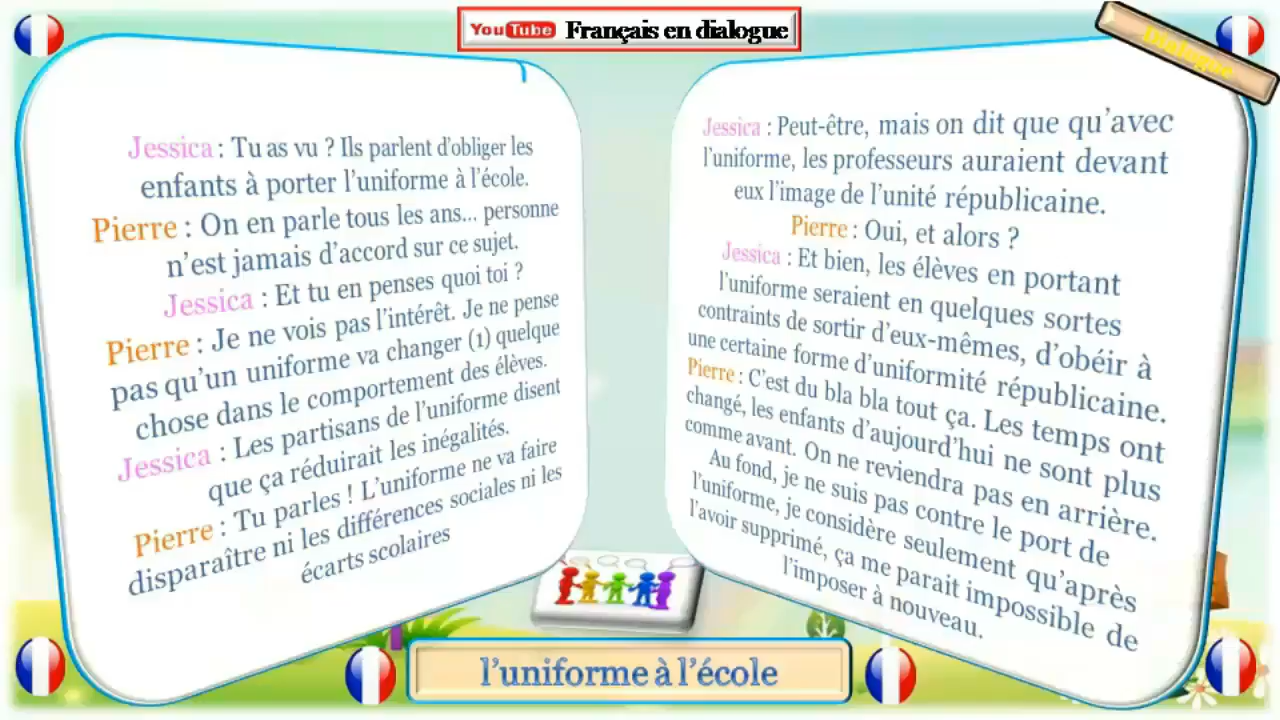 YouTube Français en dialogue
Dialogue
Jessica : Tu as vu ? Ils parlent d'obliger les
enfants à porter l'uniforme à l'école.
Pierre : On en parle tous les ans... personne
n'est jamais d'accord sur ce sujet.
Jessica : Et tu en penses quoi toi ?
Pierre : Je ne vois pas l'intérêt. Je ne pense
pas qu'un uniforme va changer (1) quelque
chose dans le comportement des élèves.
Jessica : Les partisans de l'uniforme disent
que ça réduirait les inégalités.
Pierre : Tu parles ! L'uniforme ne va faire
disparaître ni les différences sociales ni les
écarts scolaires
Jessica : Peut-être, mais on dit que qu'avec
l'uniforme, les professeurs auraient devant
eux l'image de l'unité républicaine.
Pierre : Oui, et alors ?
Jessica : Et bien, les élèves en portant
l'uniforme seraient en quelques sortes
contraints de sortir d'eux-mêmes, d'obéir à
une certaine forme d'uniformité républicaine.
Pierre : C'est du bla bla tout ça. Les temps ont
changé, les enfants d'aujourd'hui ne sont plus
comme avant. On ne reviendra pas en arrière.
Au fond, je ne suis pas contre le port de
l'uniforme, je considère seulement qu'après
l'avoir supprimé, ça me parait impossible de
l'imposer à nouveau.
l'uniforme à l'école